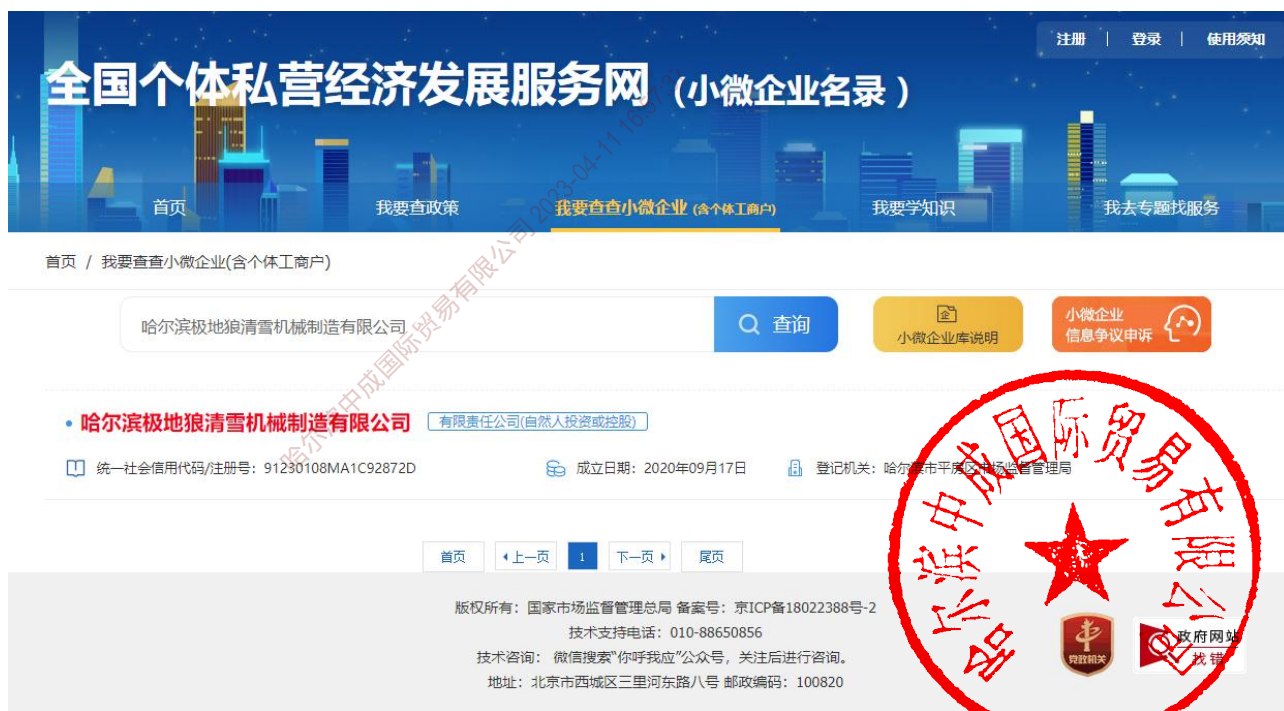 注册 | 登录 | 使用须知
全国个体私营经济发展服务网（小微企业名录）
首页 我要查政策 我要查查小微企业 (含个体工商户) 我要学知识 我去专题找服务
首页 / 我要查查小微企业(含个体工商户)
哈尔滨极地狼清雪机械制造有限公司 查询 小微企业库说明 小微企业
信息争议申诉
• 哈尔滨极地狼清雪机械制造有限公司 有限责任公司(自然人投资或控股)
统一社会信用代码/注册号：91230108MA1C92872D 成立日期：2020年09月17日 登记机关：哈尔滨市平房区市场监督管理局
首页 上一页 1 下一页 尾页
版权所有：国家市场监督管理总局 备案号：京ICP备18022388号-2
技术支持电话：010-88650856
技术咨询： 微信搜索“你呼我应”公众号，关注后进行咨询。
地址：北京市西城区三里河东路八号 邮政编码：100820
党政机关
政府网站
找错
哈尔滨中成国际贸易有限公司
哈尔滨中成国际贸易有限公司 2023-04-11 16: